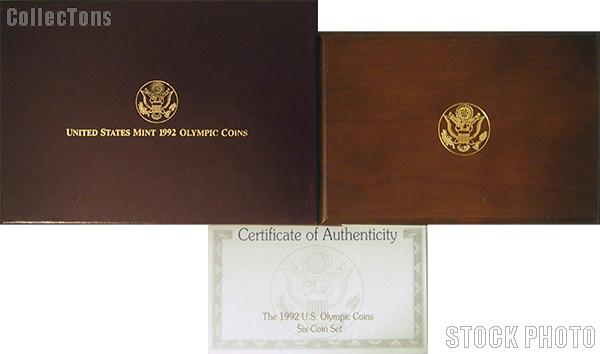 CollecTons
UNITED STATES MINT 1992 OLYMPIC COINS
Certificate of Authenticity
The 1992 U.S. Olympic Coins
Six-Coin Set
STOCK PHOTO